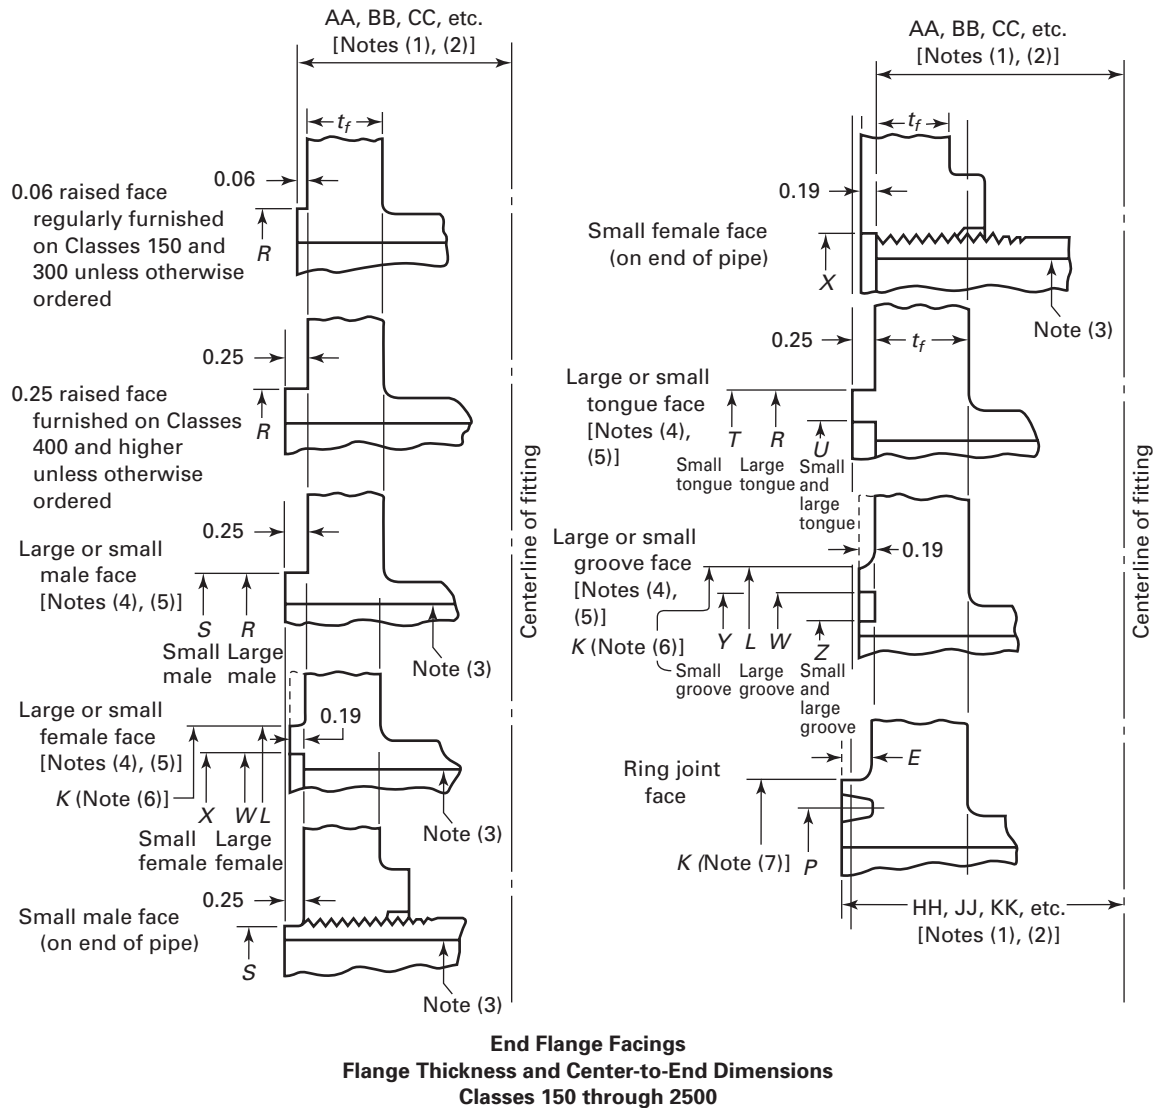 AA, BB, CC, etc.
[Notes (1), (2)]
t_f
0.06
0.06 raised face
regularly furnished
on Classes 150 and
300 unless otherwise
ordered
R
0.25
0.25 raised face
furnished on Classes
400 and higher
unless otherwise
ordered
R
0.25
Large or small
male face
[Notes (4), (5)]
S R
Small Large
male male
Note (3)
Large or small
female face
[Notes (4), (5)]
0.19
K (Note (6)]
X W L
Small Large
female female
Note (3)
0.25
Small male face
(on end of pipe)
S
Note (3)
Centerline of fitting
AA, BB, CC, etc.
[Notes (1), (2)]
t_f
0.19
Small female face
(on end of pipe)
X
Note (3)
0.25
t_f
Large or small
tongue face
[Notes (4),
(5)]
T R U
Small Large Small
tongue tongue and
large
tongue
Large or small
groove face
[Notes (4),
(5)]
0.19
K (Note (6)]
Y L W Z
Small Large Small
groove groove and
large
groove
Ring joint
face
E
K (Note (7)]
P
HH, JJ, KK, etc.
[Notes (1), (2)]
Centerline of fitting
End Flange Facings
Flange Thickness and Center-to-End Dimensions
Classes 150 through 2500